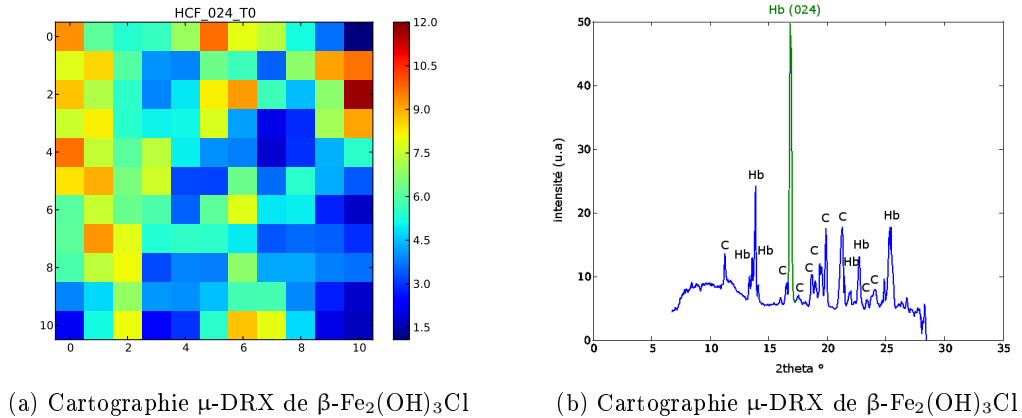 HCF_024_T0
0
2
4
6
8
10
0 2 4 6 8 10
12.0
10.5
9.0
7.5
6.0
4.5
3.0
1.5
Hb (024)
50
40
30
20
10
0
intensité (u.a)
C
Hb
Hb
Hb
C
C
C
C
C
C
Hb
Hb
C
C
Hb
0 5 10 15 20 25 30 35
2theta °
(a) Cartographie μ-DRX de β-Fe₂(OH)₃Cl
(b) Cartographie μ-DRX de β-Fe₂(OH)₃Cl